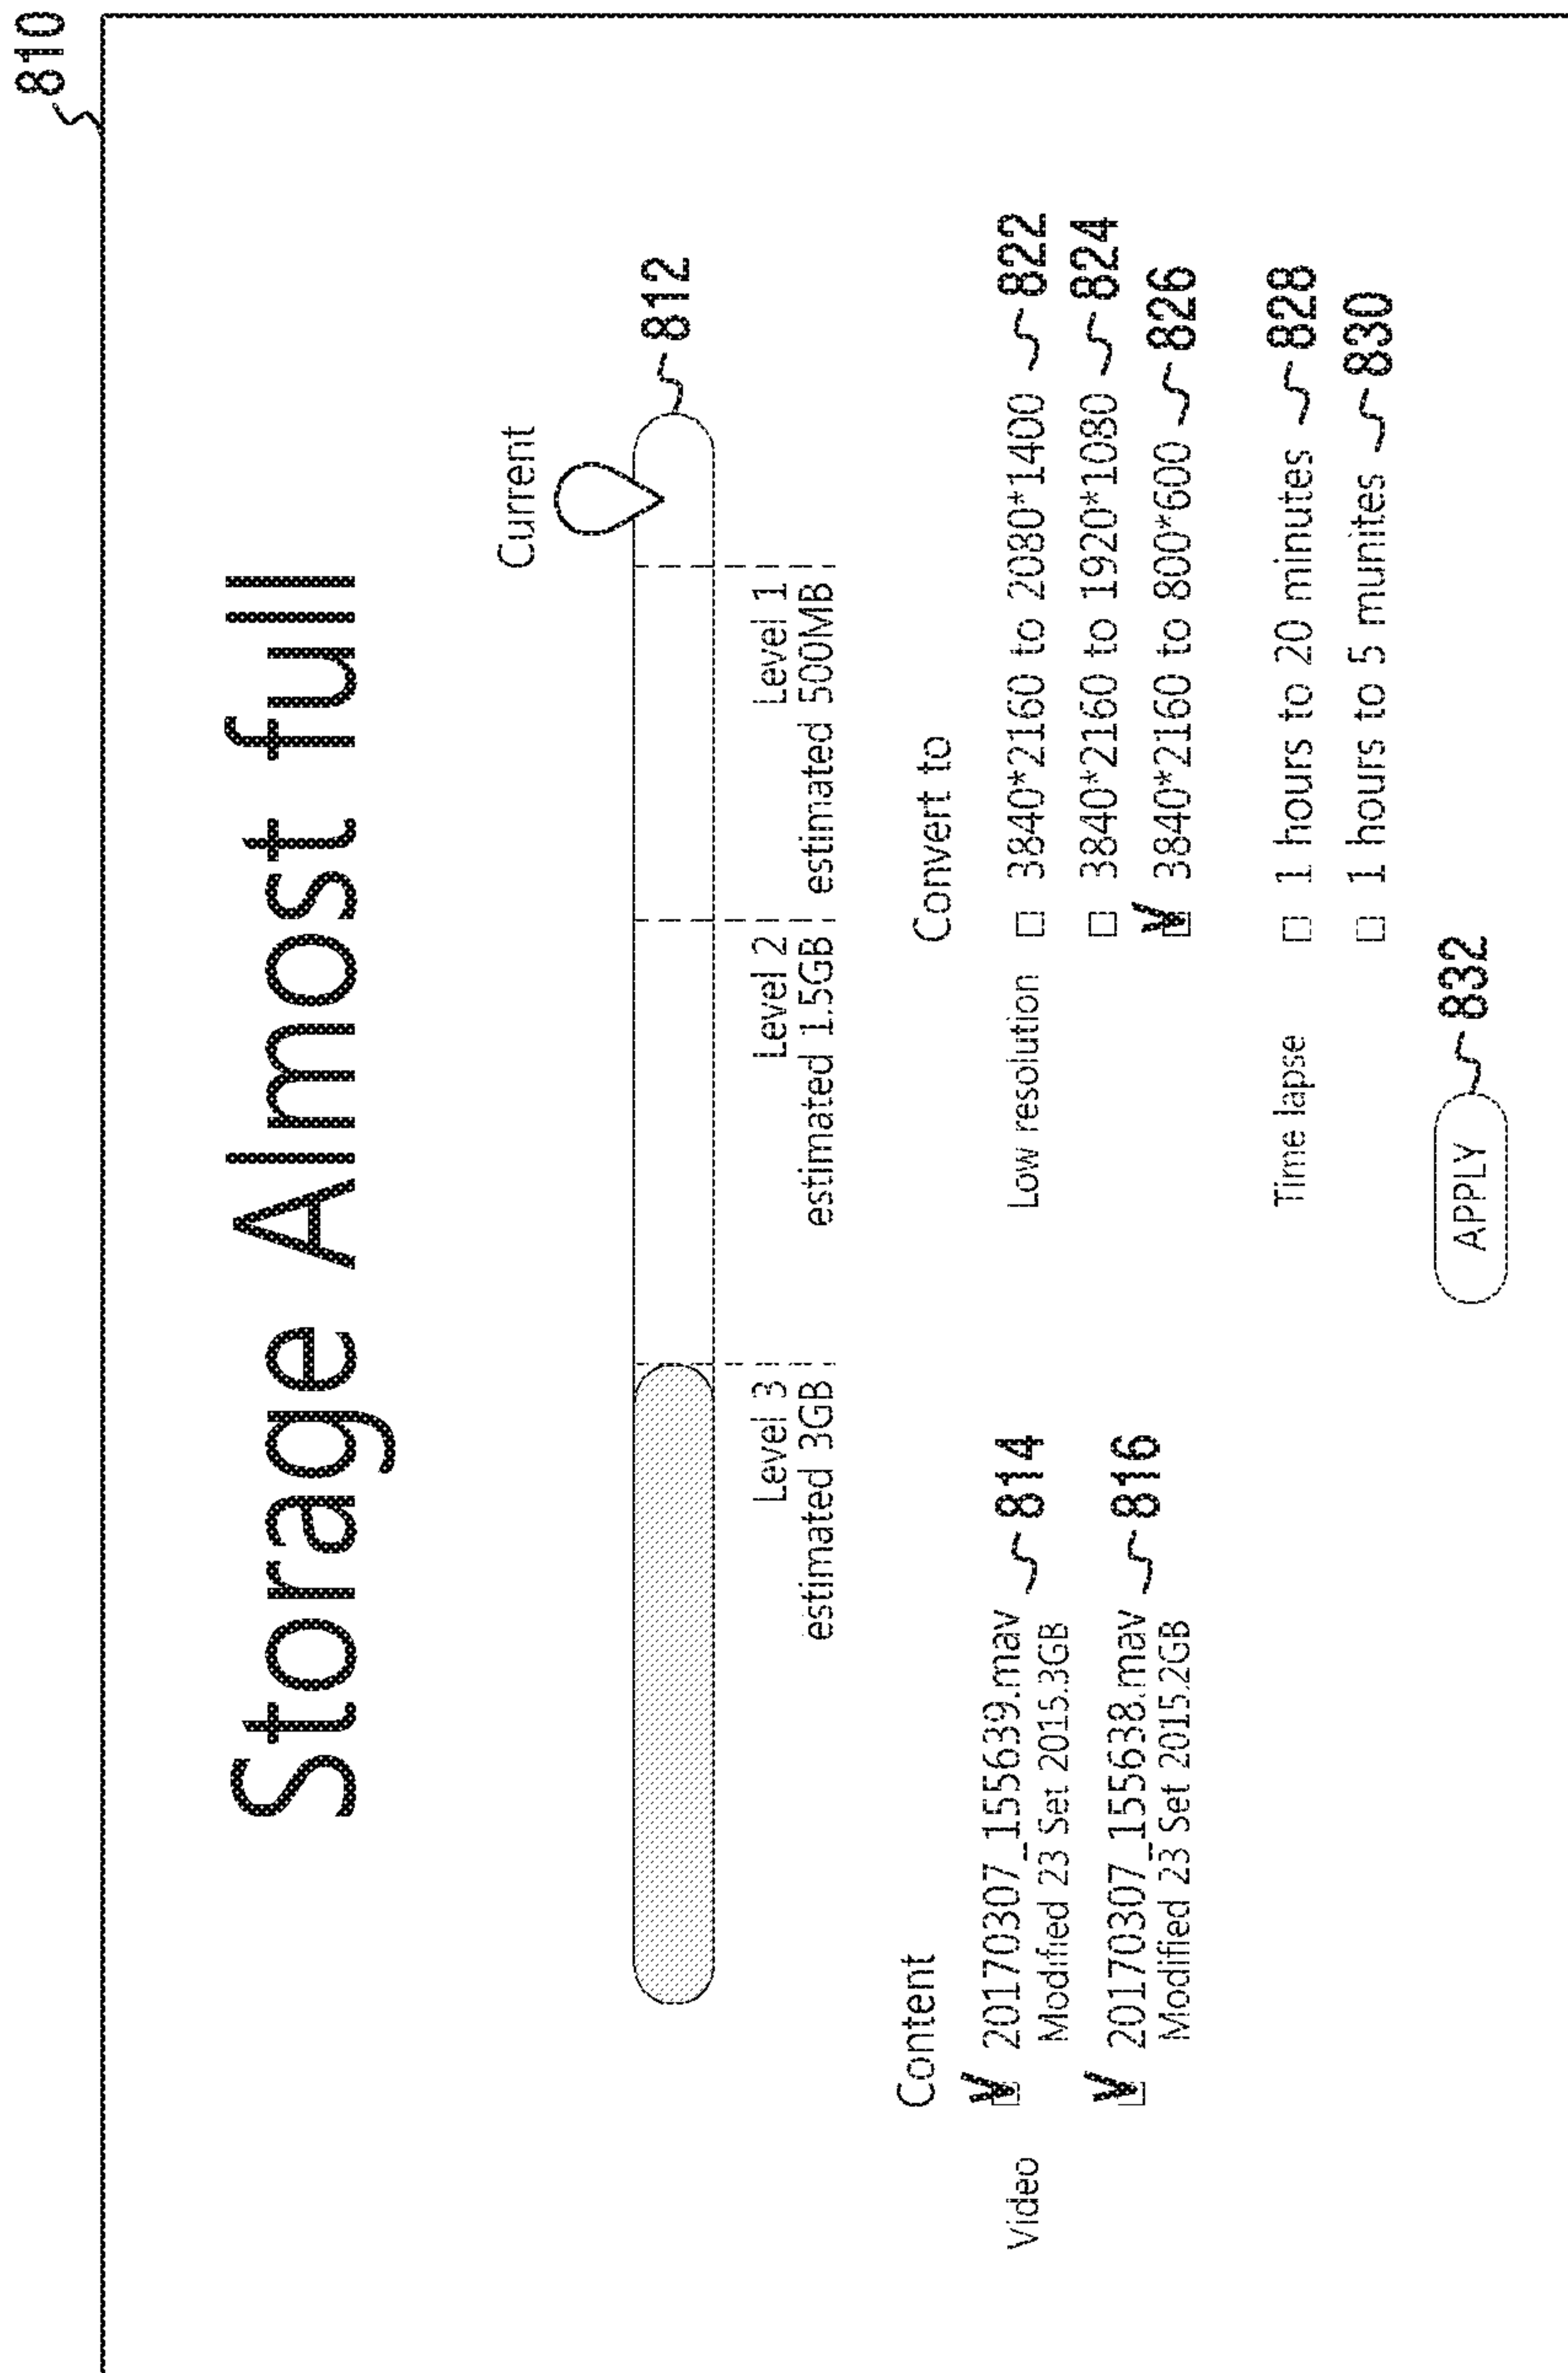 810
Storage Almost full
Current
812
Level 3 Level 2 Level 1
estimated 3GB estimated 1.5GB estimated 500MB
Content
Video 20170307_155639.mav 814
Modified 23 Set 2015.3GB
20170307_155638.mav 816
Modified 23 Set 2015.2GB
Convert to
Low resolution 3840*2160 to 2080*1400 822
3840*2160 to 1920*1080 824
3840*2160 to 800*600 826
Time lapse 1 hours to 20 minutes 828
1 hours to 5 munites 830
APPLY 832